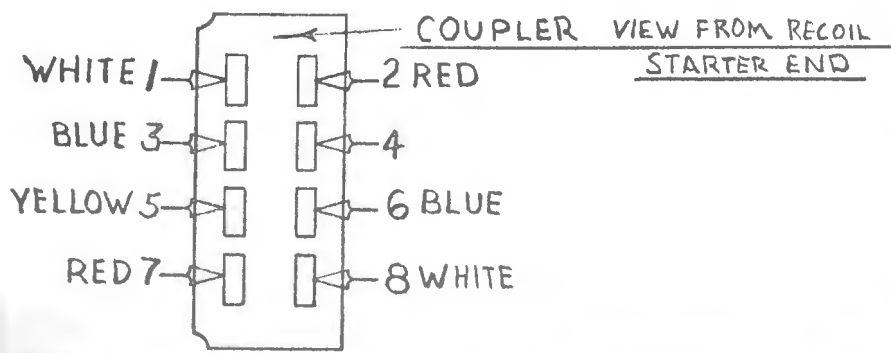 COUPLER VIEW FROM RECOIL
STARTER END
WHITE 1 2 RED
BLUE 3 4
YELLOW 5 6 BLUE
RED 7 8 WHITE